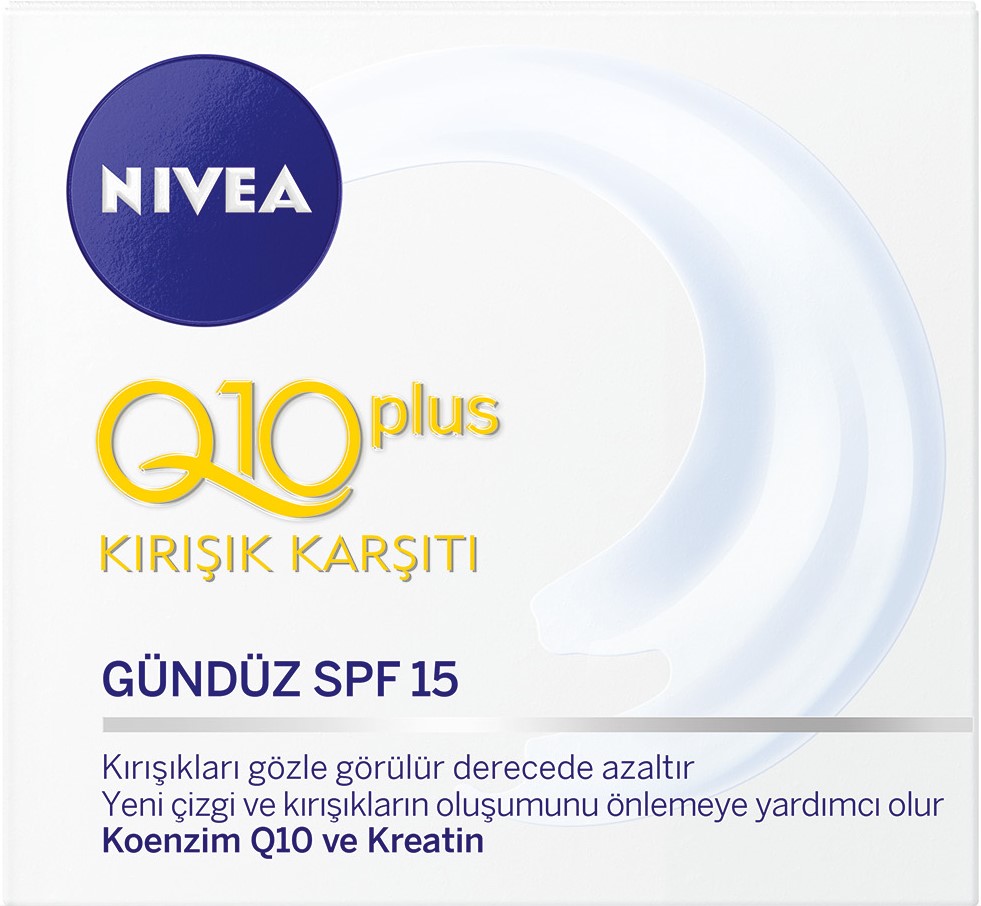 NIVEA
Q10 plus
KIRIŞIK KARŞITI
GÜNDÜZ SPF 15
Kırışıkları gözle görülür derecede azaltır
Yeni çizgi ve kırışıkların oluşumunu önlemeye yardımcı olur
Koenzim Q10 ve Kreatin